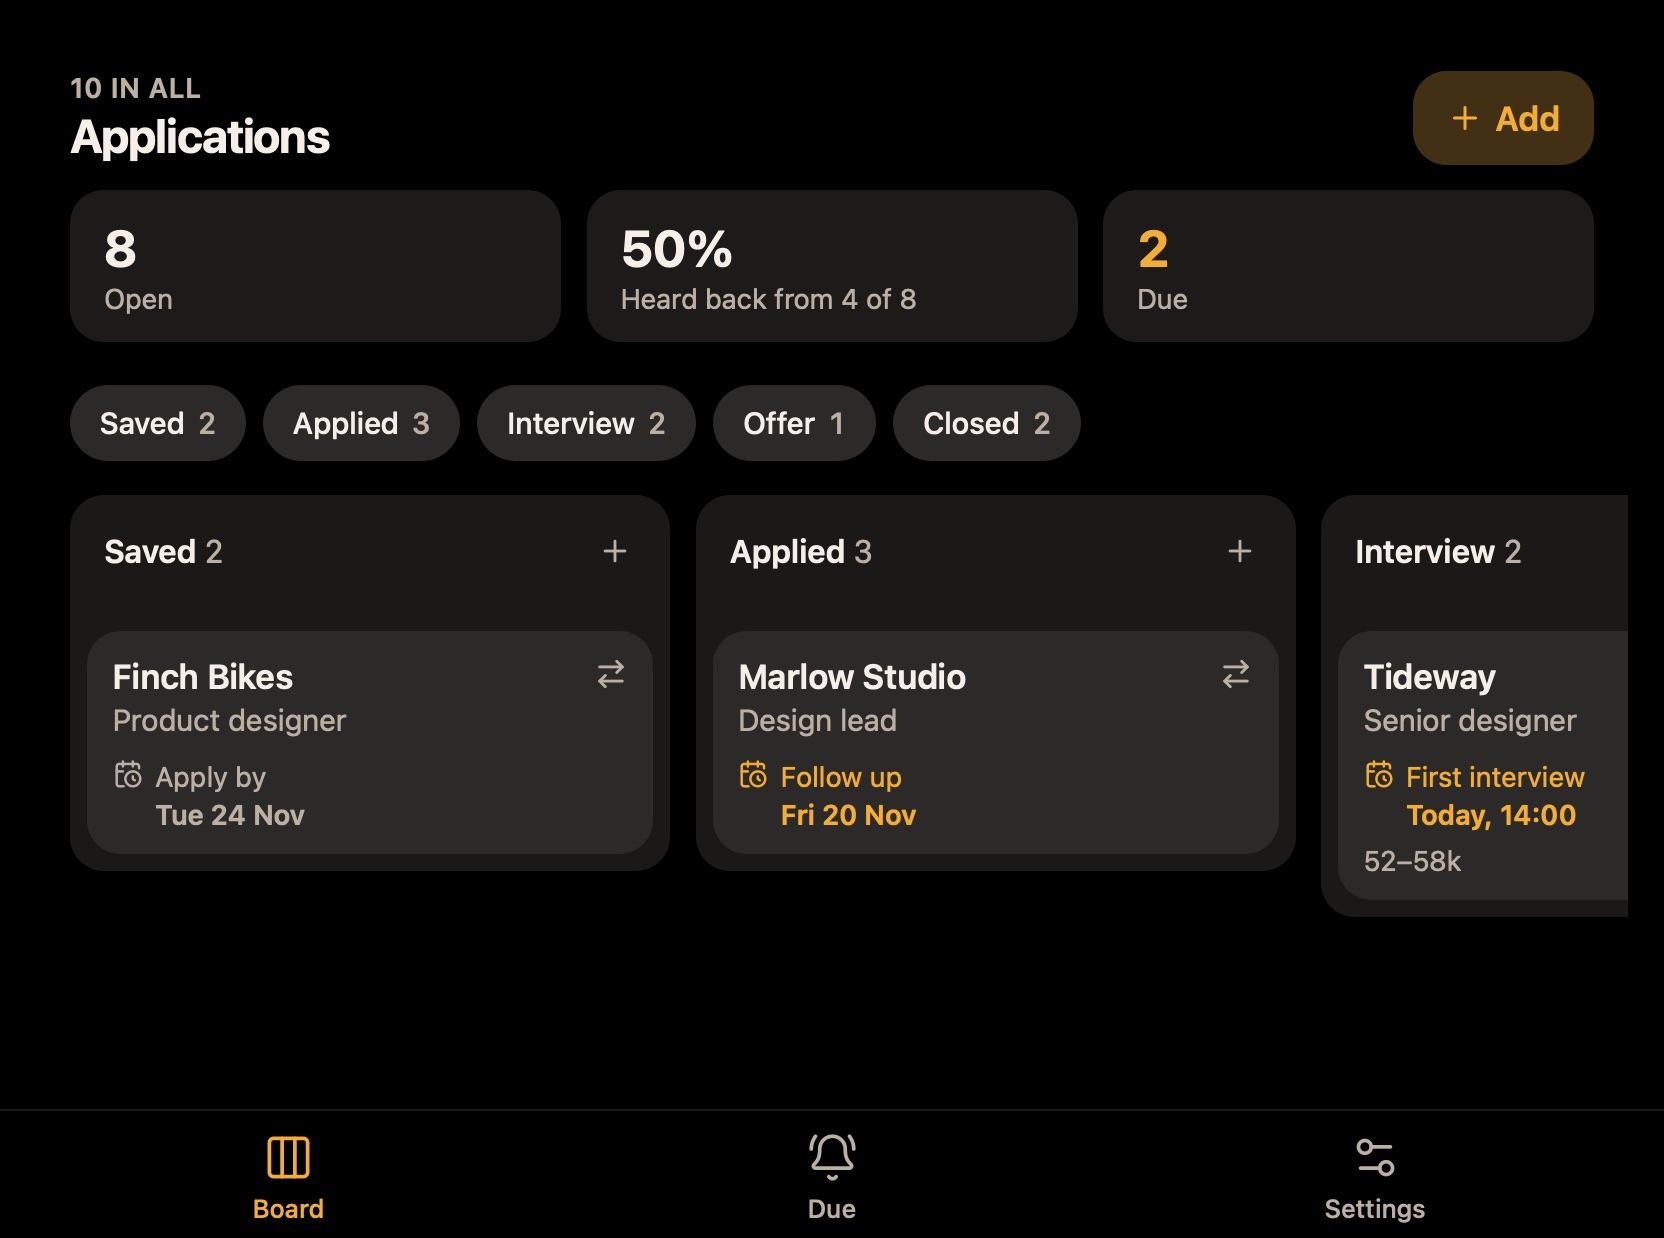 10 IN ALL
Applications
+ Add
8
Open
50%
Heard back from 4 of 8
2
Due
Saved 2
Applied 3
Interview 2
Offer 1
Closed 2
Saved 2
Finch Bikes
Product designer
Apply by
Tue 24 Nov
Applied 3
Marlow Studio
Design lead
Follow up
Fri 20 Nov
Interview 2
Tideway
Senior designer
First interview
Today, 14:00
52–58k
Board
Due
Settings